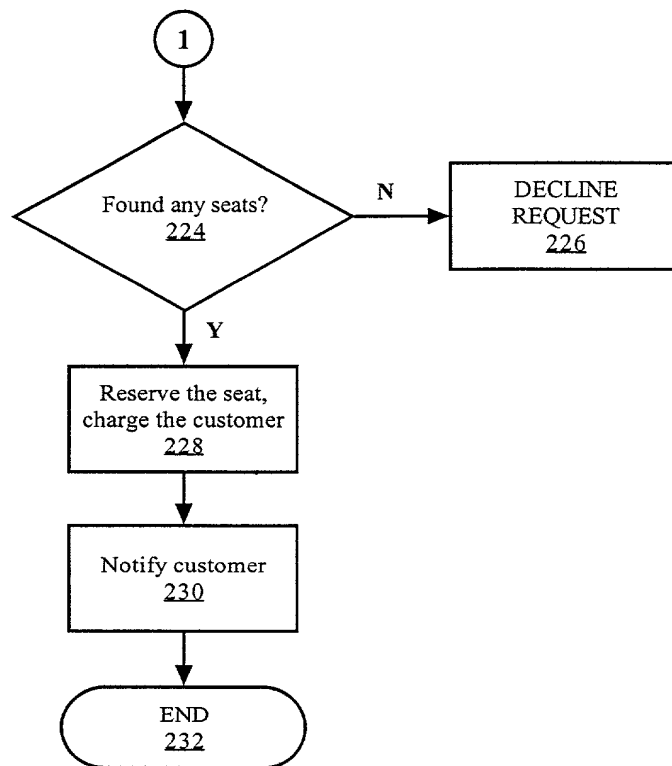 1
Found any seats?
224
N
DECLINE
REQUEST
226
Y
Reserve the seat,
charge the customer
228
Notify customer
230
END
232